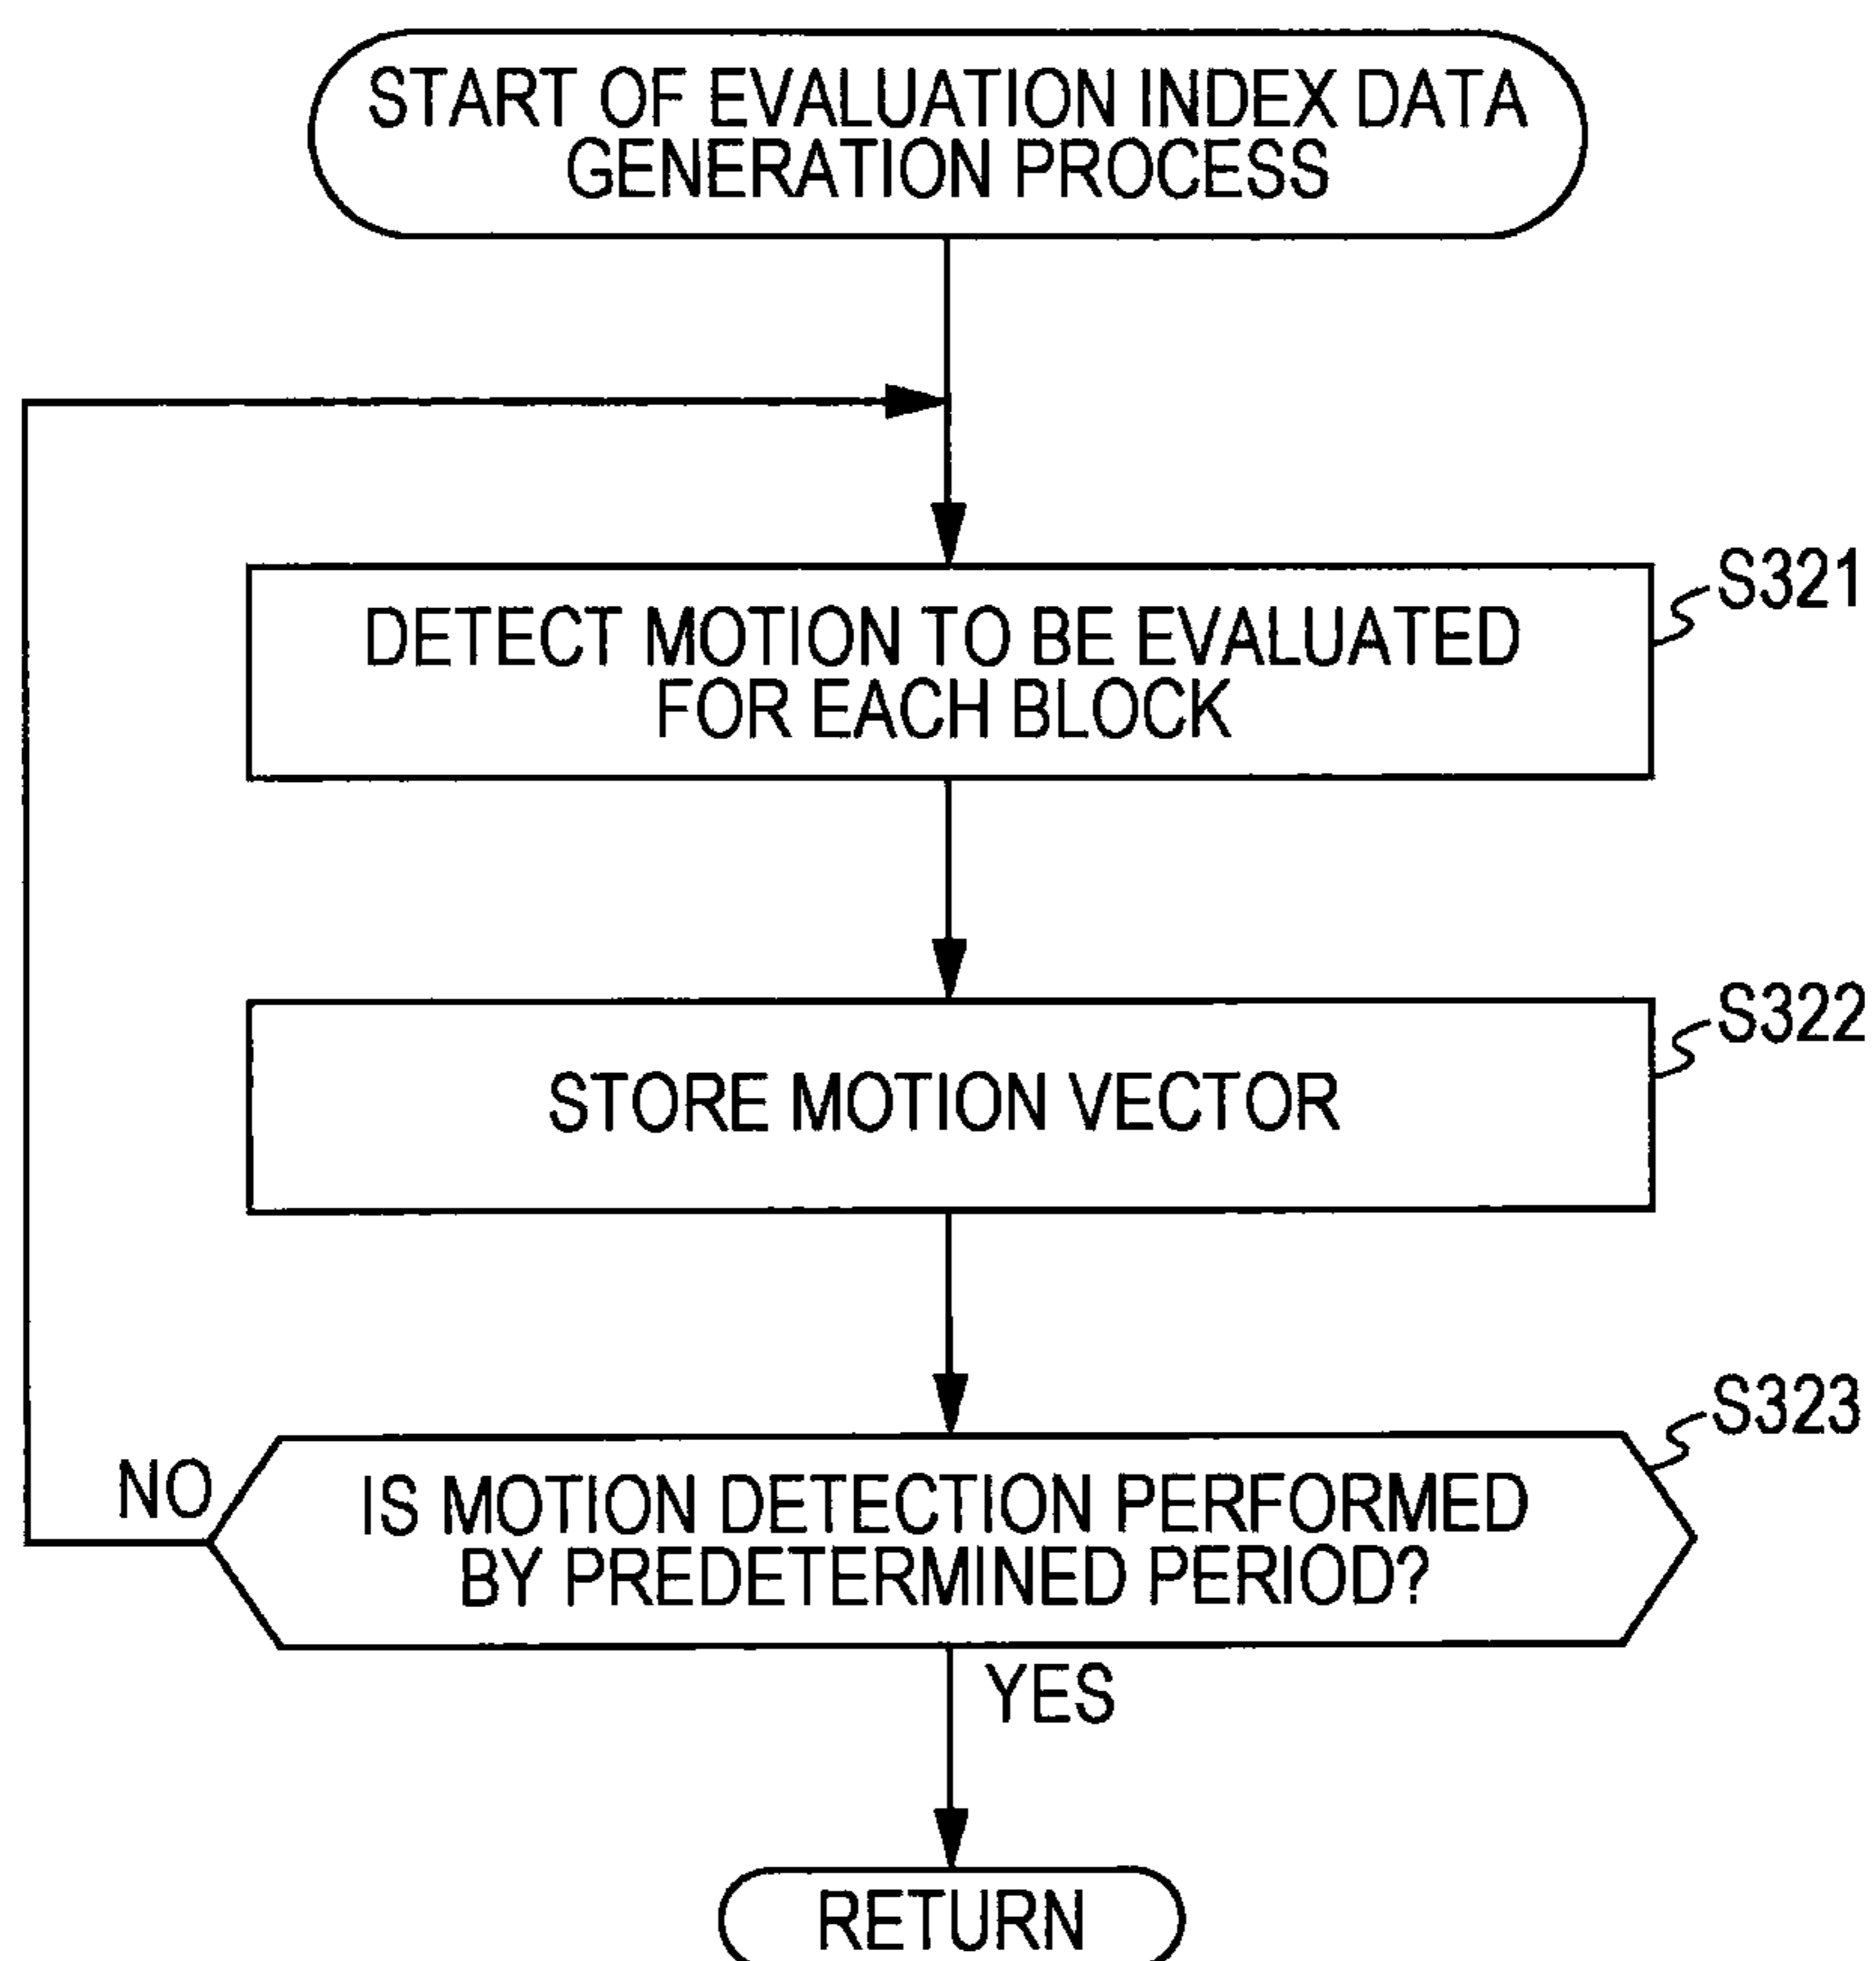 START OF EVALUATION INDEX DATA
GENERATION PROCESS
S321
DETECT MOTION TO BE EVALUATED
FOR EACH BLOCK
S322
STORE MOTION VECTOR
S323
NO
IS MOTION DETECTION PERFORMED
BY PREDETERMINED PERIOD?
YES
RETURN